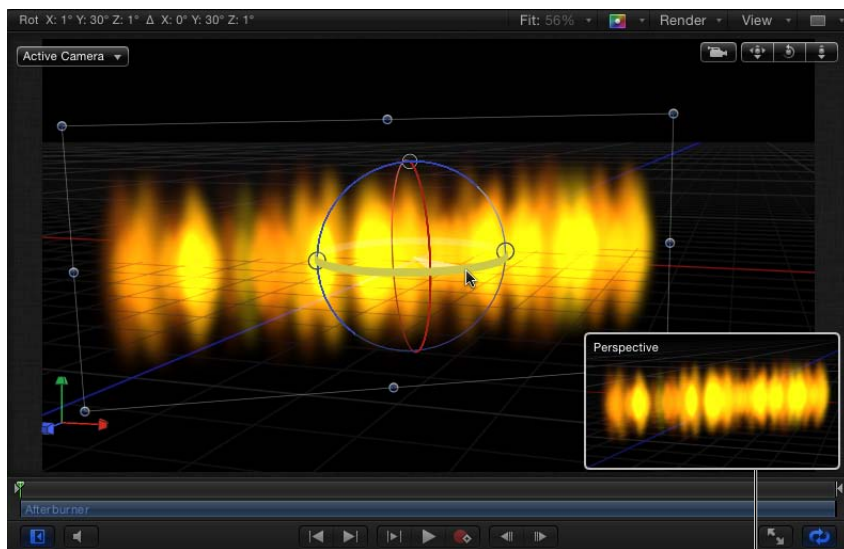 Rot X: 1° Y: 30° Z: 1° Δ X: 0° Y: 30° Z: 1°
Fit: 56% Render View
Active Camera
Perspective
Afterburner